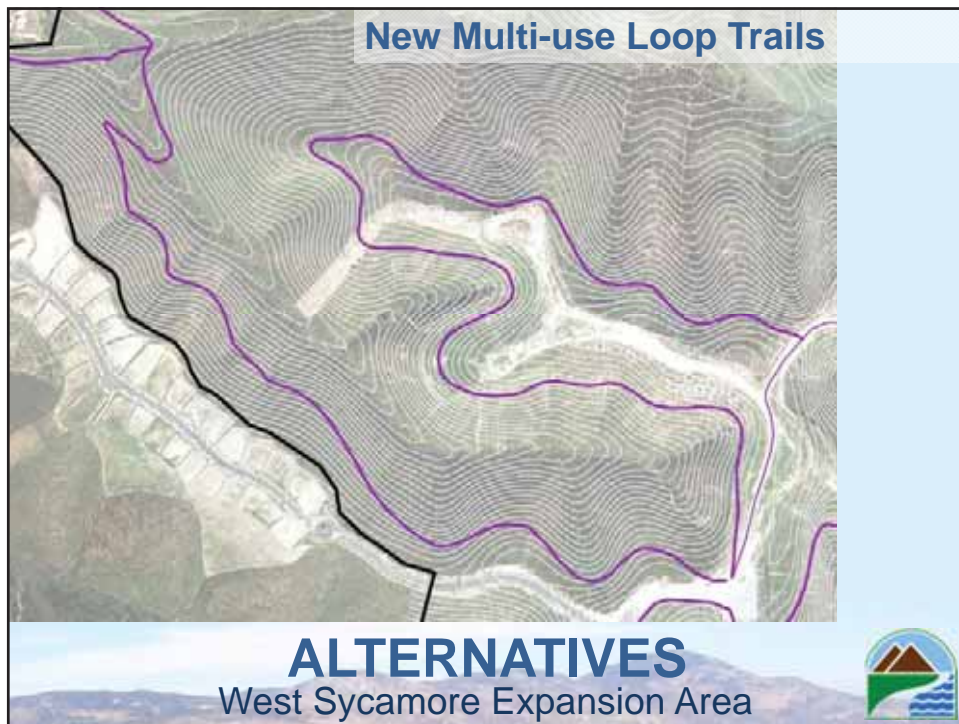 New Multi-use Loop Trails
ALTERNATIVES
West Sycamore Expansion Area